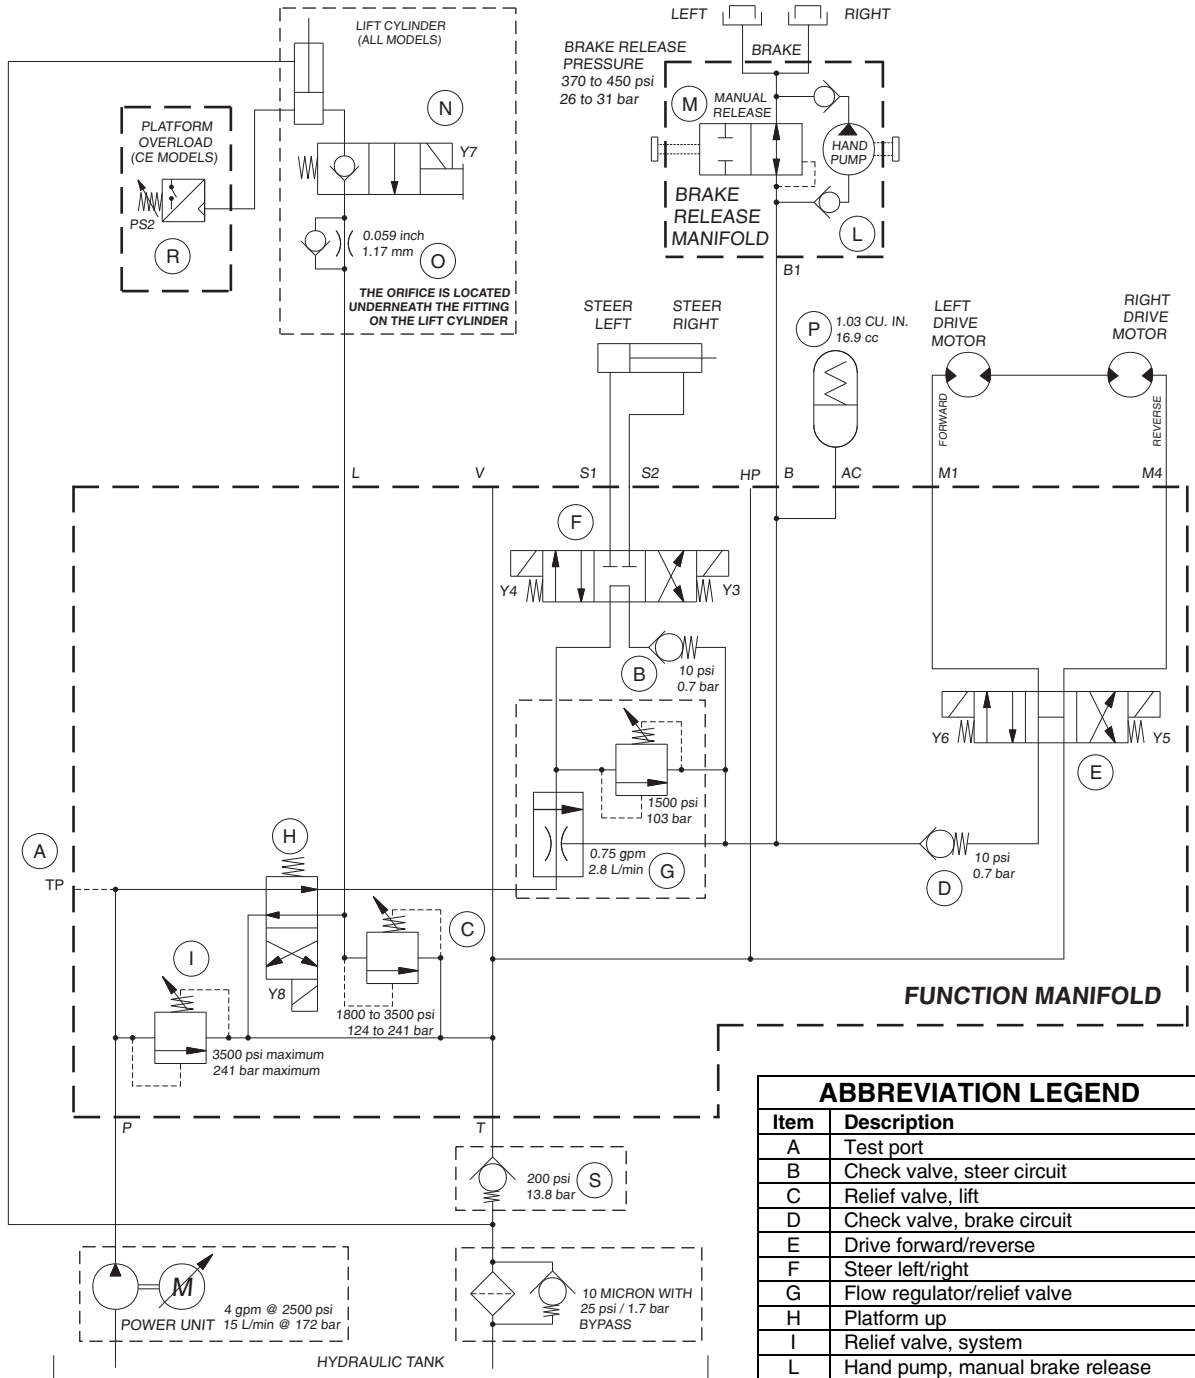 LEFT
RIGHT
LIFT CYLINDER
(ALL MODELS)
BRAKE RELEASE
PRESSURE
370 to 450 psi
26 to 31 bar
BRAKE
N
M
MANUAL
RELEASE
HAND
PUMP
PLATFORM
OVERLOAD
(CE MODELS)
Y7
PS2
R
BRAKE
RELEASE
MANIFOLD
L
0.059 inch
1.17 mm
O
B1
THE ORIFICE IS LOCATED
UNDERNEATH THE FITTING
ON THE LIFT CYLINDER
STEER
LEFT
STEER
RIGHT
P
1.03 CU. IN.
16.9 cc
LEFT
DRIVE
MOTOR
RIGHT
DRIVE
MOTOR
FORWARD
REVERSE
L
V
S1
S2
HP
B
AC
M1
M4
F
Y4
Y3
B
10 psi
0.7 bar
Y6
Y5
E
1500 psi
103 bar
A
TP
H
0.75 gpm
2.8 L/min
G
10 psi
0.7 bar
D
C
I
Y8
1800 to 3500 psi
124 to 241 bar
FUNCTION MANIFOLD
3500 psi maximum
241 bar maximum
P
T
200 psi
13.8 bar
S
M
4 gpm @ 2500 psi
15 L/min @ 172 bar
POWER UNIT
10 MICRON WITH
25 psi / 1.7 bar
BYPASS
HYDRAULIC TANK
ABBREVIATION LEGEND
Item Description
A Test port
B Check valve, steer circuit
C Relief valve, lift
D Check valve, brake circuit
E Drive forward/reverse
F Steer left/right
G Flow regulator/relief valve
H Platform up
I Relief valve, system
L Hand pump, manual brake release